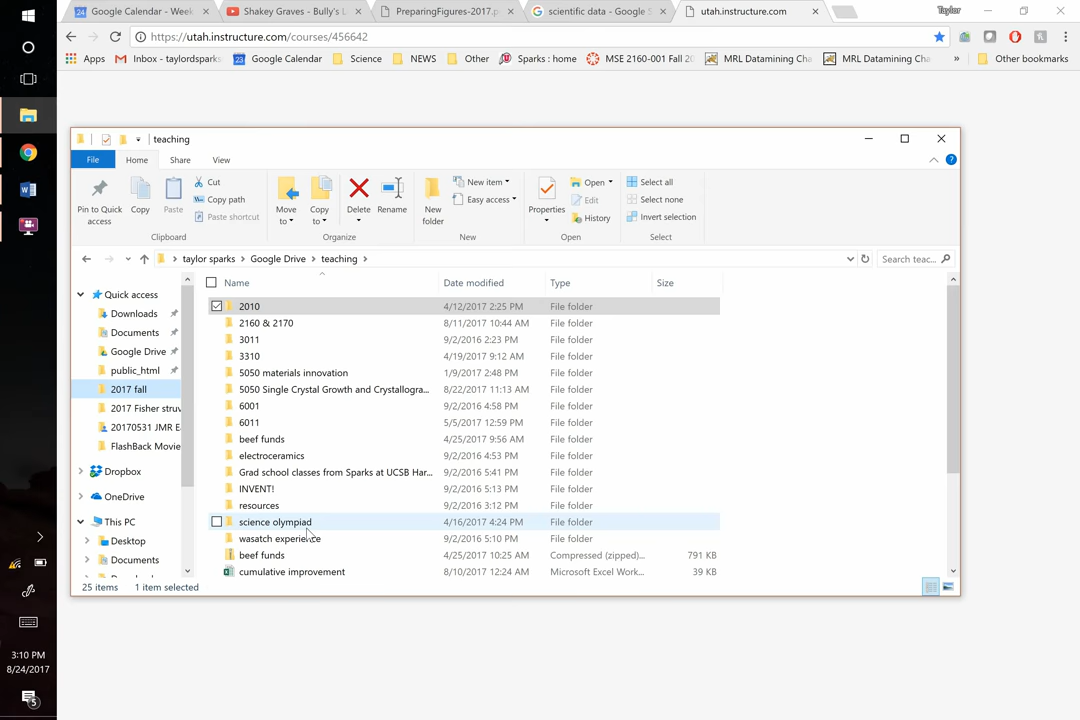 Google Calendar - Week
Shakey Graves - Bully's L
PreparingFigures-2017.p
scientific data - Google S
utah.instructure.com
Taylor
https://utah.instructure.com/courses/456642
Apps
Inbox - taylordsparks
Google Calendar
Science
NEWS
Other
Sparks : home
MSE 2160-001 Fall 20
MRL Datamining Cha
MRL Datamining Cha
»
Other bookmarks
teaching
File
Home
Share
View
Pin to Quick access
Copy
Paste
Cut
Copy path
Paste shortcut
Clipboard
Move to
Copy to
Delete
Rename
Organize
New folder
New item
Easy access
New
Properties
Open
Edit
History
Open
Select all
Select none
Invert selection
Select
taylor sparks > Google Drive > teaching >
Search teac...
Name Date modified Type Size
Quick access
Downloads
Documents
Google Drive
public_html
2017 fall
2017 Fisher struv
20170531 JMR E
FlashBack Movie
Dropbox
OneDrive
This PC
Desktop
Documents
2010 4/12/2017 2:25 PM File folder
2160 & 2170 8/11/2017 10:44 AM File folder
3011 9/2/2016 2:23 PM File folder
3310 4/19/2017 9:12 AM File folder
5050 materials innovation 1/9/2017 2:48 PM File folder
5050 Single Crystal Growth and Crystallogra... 8/22/2017 11:13 AM File folder
6001 9/2/2016 4:58 PM File folder
6011 5/5/2017 12:59 PM File folder
beef funds 4/25/2017 9:56 AM File folder
electroceramics 9/2/2016 4:53 PM File folder
Grad school classes from Sparks at UCSB Har... 9/2/2016 5:41 PM File folder
INVENT! 9/2/2016 5:13 PM File folder
resources 9/2/2016 3:12 PM File folder
science olympiad 4/16/2017 4:24 PM File folder
wasatch experience 9/2/2016 5:10 PM File folder
beef funds 4/25/2017 10:25 AM Compressed (zipped)... 791 KB
cumulative improvement 8/10/2017 12:24 AM Microsoft Excel Work... 39 KB
25 items 1 item selected
3:10 PM
8/24/2017
5